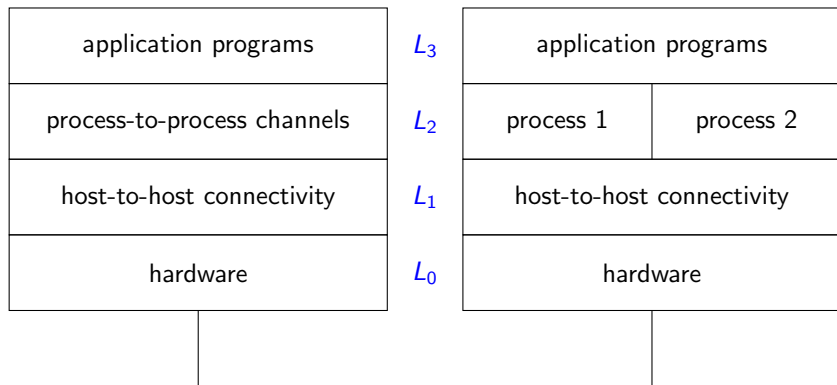 application programs L₃ application programs
process-to-process channels L₂ process 1 process 2
host-to-host connectivity L₁ host-to-host connectivity
hardware L₀ hardware